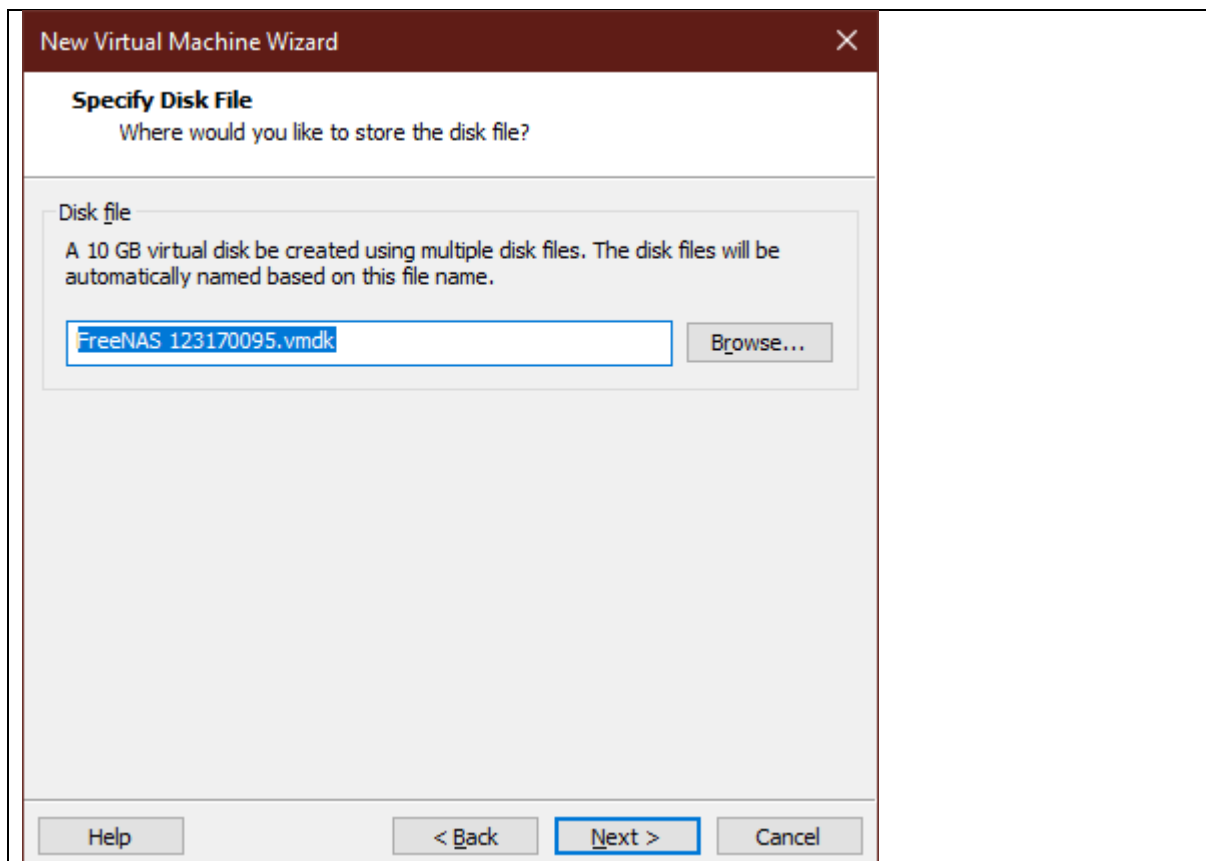 New Virtual Machine Wizard
Specify Disk File
Where would you like to store the disk file?
Disk file
A 10 GB virtual disk be created using multiple disk files. The disk files will be
automatically named based on this file name.
FreeNAS 123170095.vmdk
Browse...
Help
< Back
Next >
Cancel